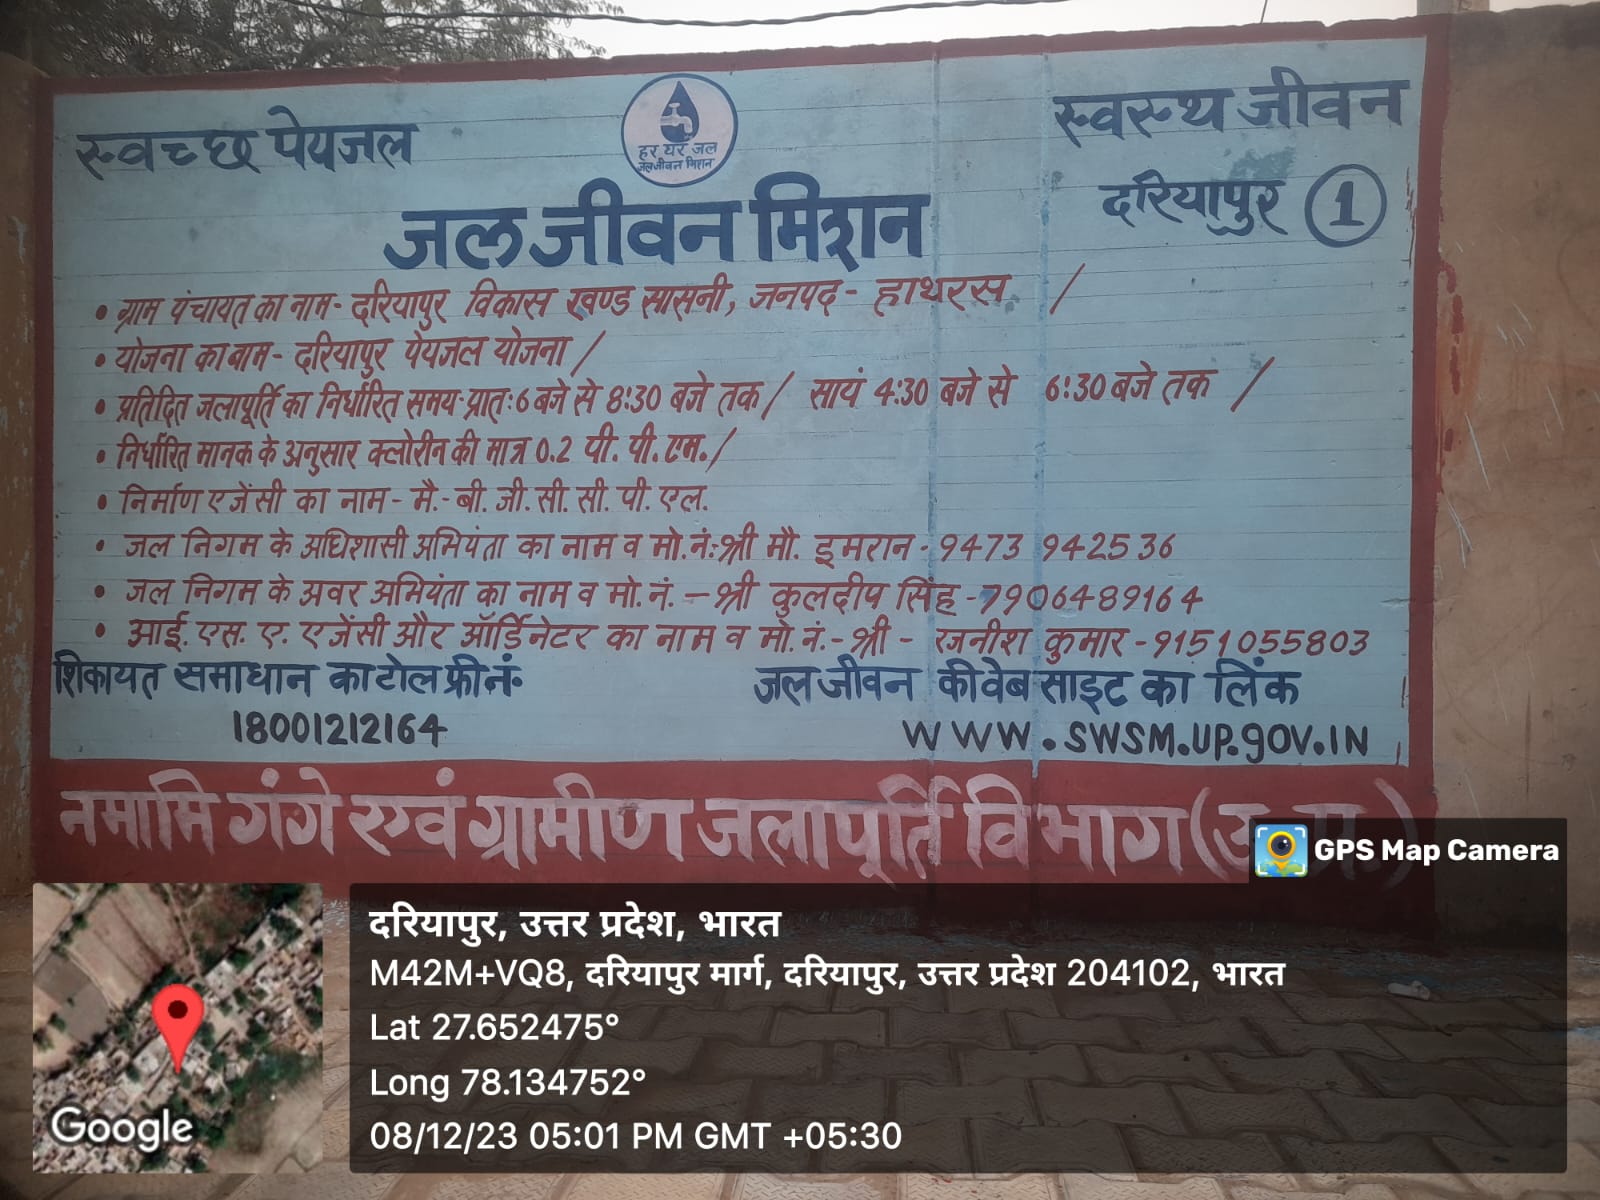 स्वच्छ पेयजल
हर घर जल
जल जीवन मिशन
स्वस्थ जीवन
दरियापुर 1
जल जीवन मिशन
• ग्राम पंचायत का नाम- दरियापुर विकास खण्ड सासनी, जनपद- हाथरस /
• योजना का बाम- दरियापुर पेयजल योजना /
• प्रतिदित जलापूर्ति का निर्धारित समय-प्रातः6 बजे से 8:30 बजे तक / सायं 4:30 बजे से 6:30 बजे तक /
• निर्धारित मानक के अनुसार क्लोरीन की मात्र 0.2 पी. पी. एम. /
• निर्माण एजेंसी का नाम- मै.- बी. जी. सी. सी. पी. एल.
• जल निगम के अधिशासी अभियंता का नाम व मो.नं:-श्री मौ. इमरान-9473 942536
• जल निगम के अवर अभियंता का नाम व मो. नं. – श्री कुलदीप सिंह -7906489164
• आई. एस. ए. एजेंसी और ऑर्डिनेटर का नाम व मो. नं.- श्री - रजनीश कुमार -9151055803
शिकायत समाधान का टोल फ्री नं:
18001212164
जल जीवन की वेब साइट का लिंक
WWW.SWSM.UP.GOV.IN
नमामि गंगे एवं ग्रामीण जलापूर्ति विभाग (उ.प्र.)
GPS Map Camera
दरियापुर, उत्तर प्रदेश, भारत
M42M+VQ8, दरियापुर मार्ग, दरियापुर, उत्तर प्रदेश 204102, भारत
Lat 27.652475°
Long 78.134752°
08/12/23 05:01 PM GMT +05:30
Google